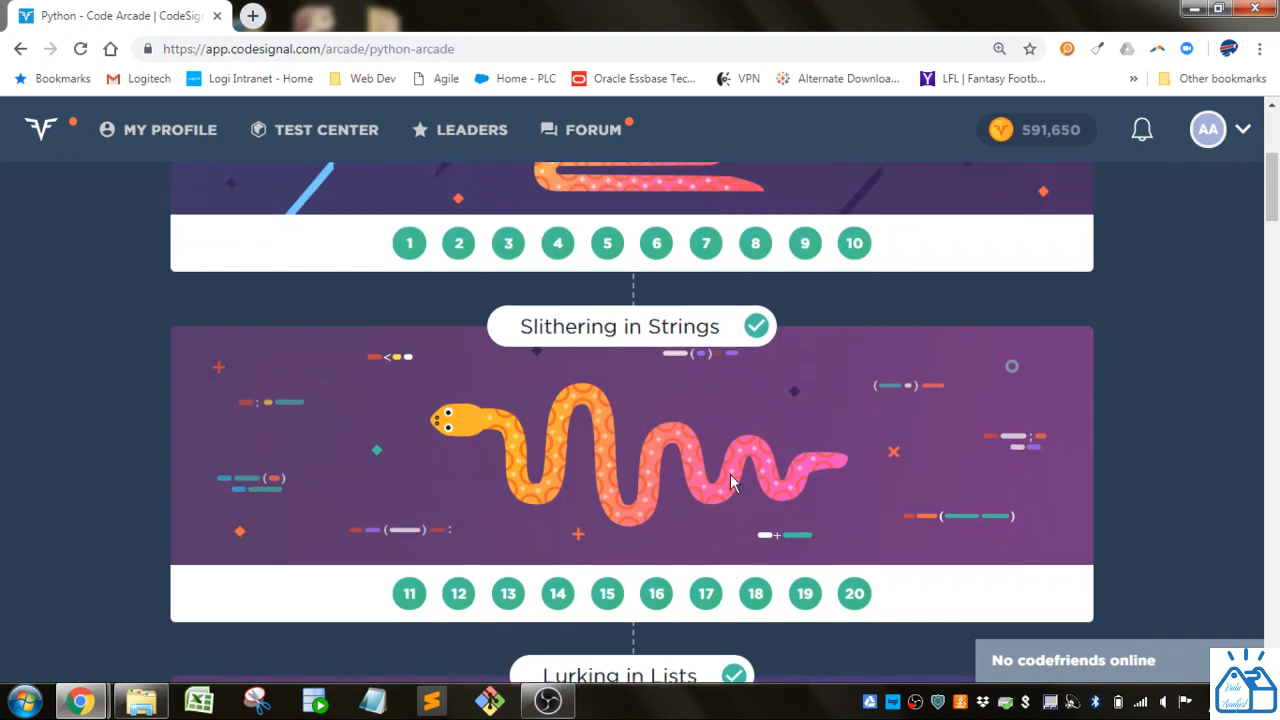 Python - Code Arcade | CodeSig
https://app.codesignal.com/arcade/python-arcade
Bookmarks
Logitech
Logi Intranet - Home
Web Dev
Agile
Home - PLC
Oracle Essbase Tec...
VPN
Alternate Downloa...
LFL | Fantasy Footb...
»
Other bookmarks
MY PROFILE
TEST CENTER
LEADERS
FORUM
591,650
AA
1 2 3 4 5 6 7 8 9 10
Slithering in Strings
11 12 13 14 15 16 17 18 19 20
Lurking in Lists
No codefriends online
Data
Analyst